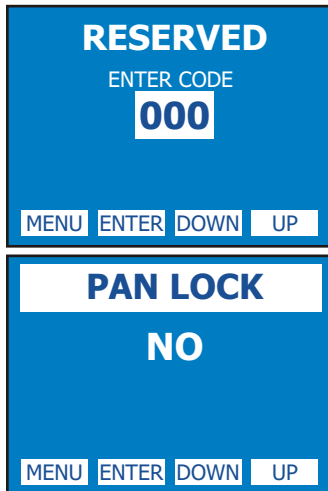 RESERVED
ENTER CODE
000
MENU ENTER DOWN UP
PAN LOCK
NO
MENU ENTER DOWN UP